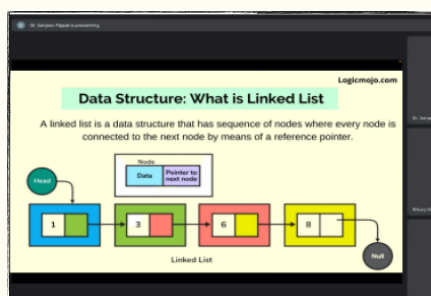 Dr. Sanjeev Pippal is presenting
Logicmojo.com
Data Structure: What is Linked List
A linked list is a data structure that has sequence of nodes where every node is
connected to the next node by means of a reference pointer.
Node
Data
Pointer to
next node
Head
1
3
6
8
Null
Linked List